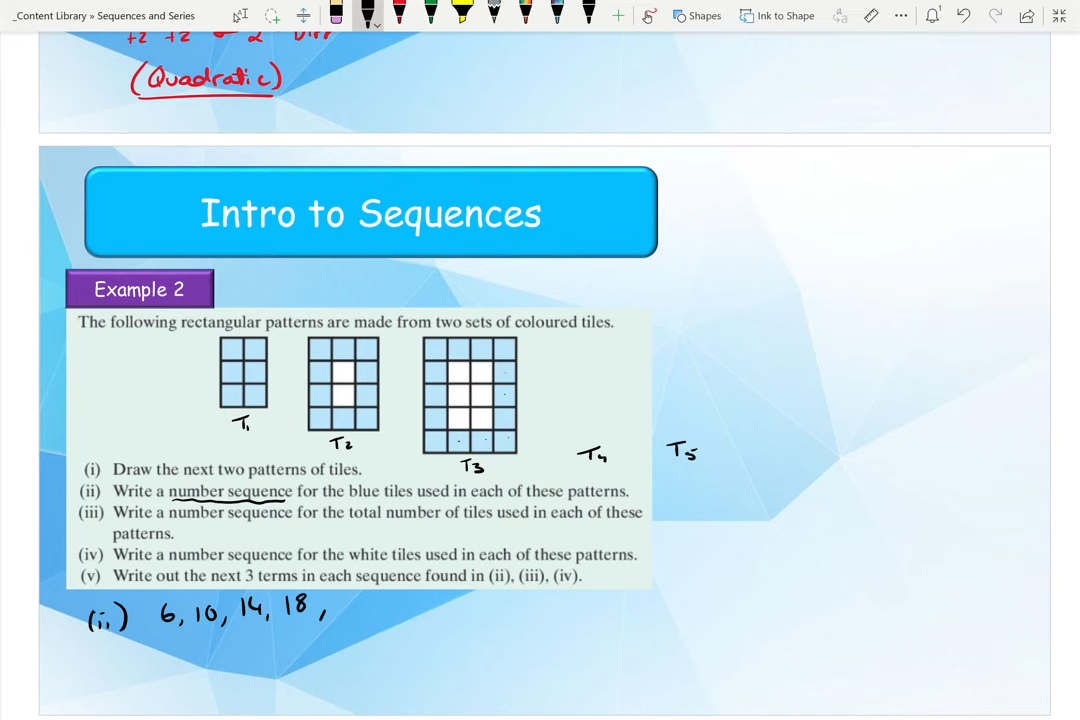 _Content Library » Sequences and Series
Shapes
Ink to Shape
(Quadratic)
Intro to Sequences
Example 2
The following rectangular patterns are made from two sets of coloured tiles.
T1
T2
T3
T4
T5
(i) Draw the next two patterns of tiles.
(ii) Write a number sequence for the blue tiles used in each of these patterns.
(iii) Write a number sequence for the total number of tiles used in each of these
patterns.
(iv) Write a number sequence for the white tiles used in each of these patterns.
(v) Write out the next 3 terms in each sequence found in (ii), (iii), (iv).
(ii) 6, 10, 14, 18,